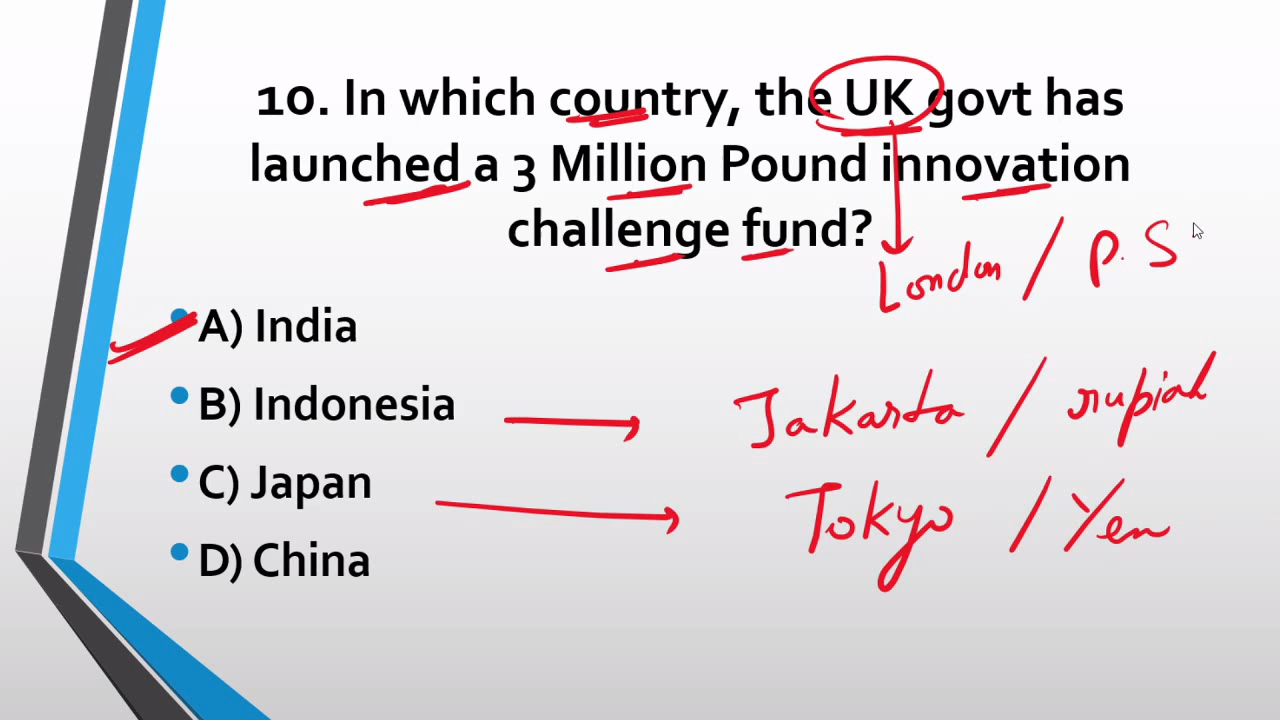 10. In which country, the UK govt has
launched a 3 Million Pound innovation
challenge fund?
London / P. S
A) India
B) Indonesia
Jakarta / rupiah
C) Japan
Tokyo / Yen
D) China